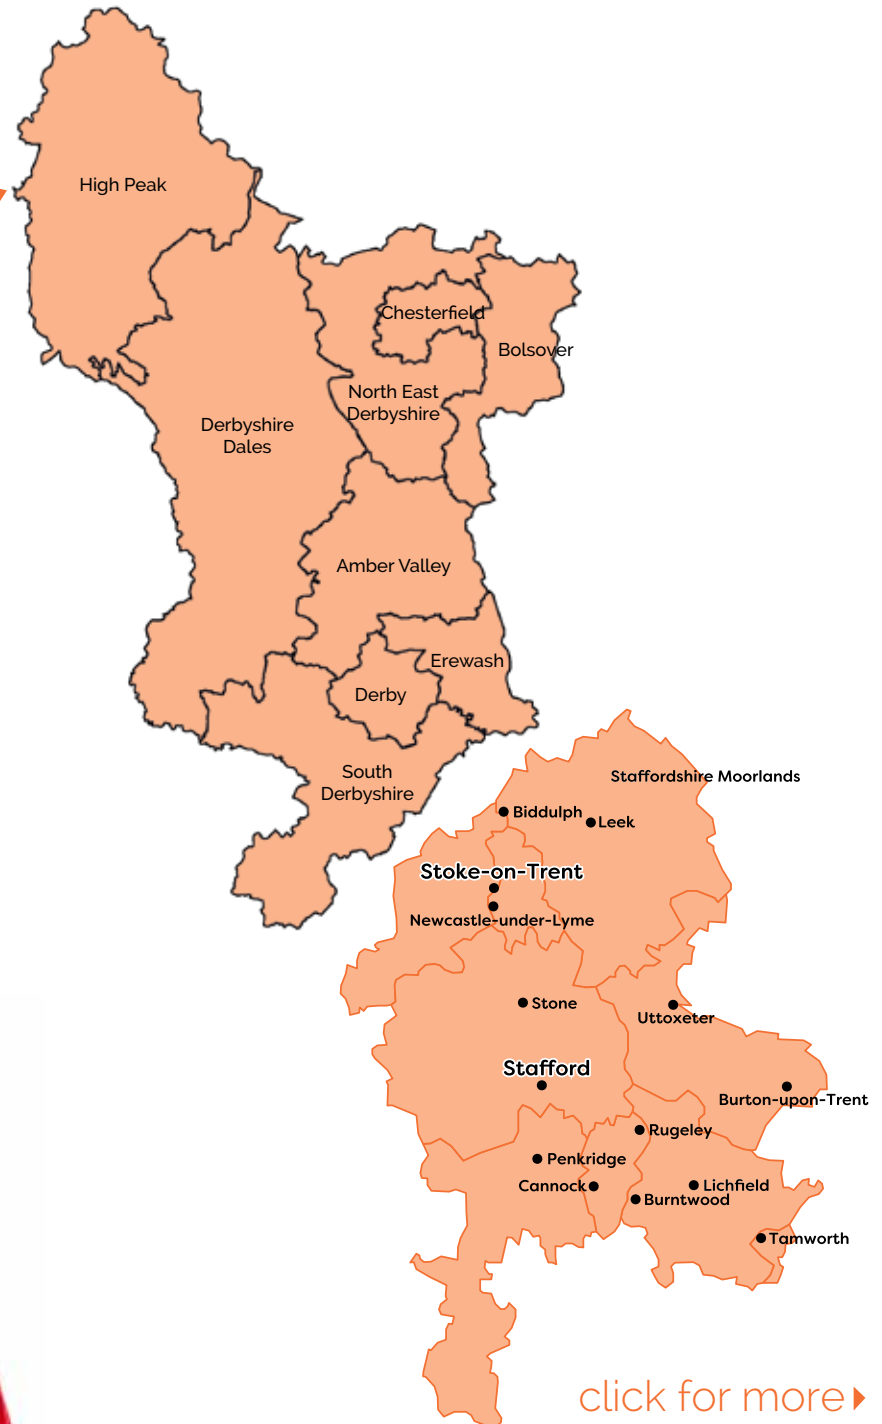 High Peak
Chesterfield
Bolsover
North East
Derbyshire
Derbyshire
Dales
Amber Valley
Erewash
Derby
South
Derbyshire
Staffordshire Moorlands
Biddulph
Leek
Stoke-on-Trent
Newcastle-under-Lyme
Stone
Uttoxeter
Stafford
Burton-upon-Trent
Rugeley
Penkridge
Cannock
Lichfield
Burntwood
Tamworth
click for more